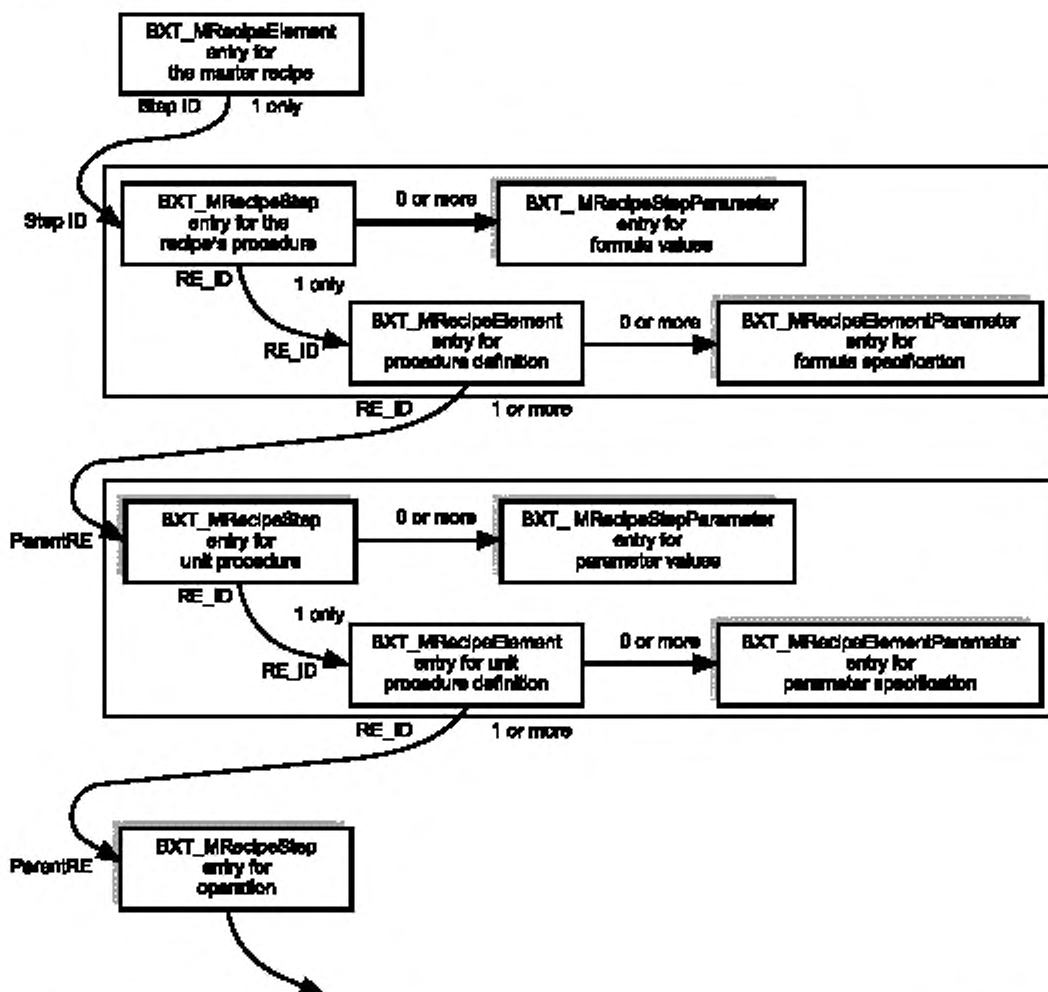 BXT_MRecipeElement
entry for
the master recipe
Step ID 1 only
Step ID
BXT_MRecipeStep
entry for the
recipe's procedure
0 or more
BXT_ MRecipeStepParameter
entry for
formula values
RE_ID 1 only
RE_ID
BXT_MRecipeElement
entry for
procedure definition
0 or more
BXT_MRecipeElementParameter
entry for
formula specification
RE_ID 1 or more
ParentRE
BXT_MRecipeStep
entry for
unit procedure
0 or more
BXT_ MRecipeStepParameter
entry for
parameter values
RE_ID 1 only
RE_ID
BXT_MRecipeElement
entry for unit
procedure definition
0 or more
BXT_MRecipeElementParameter
entry for
parameter specification
RE_ID 1 or more
ParentRE
BXT_MRecipeStep
entry for
operation